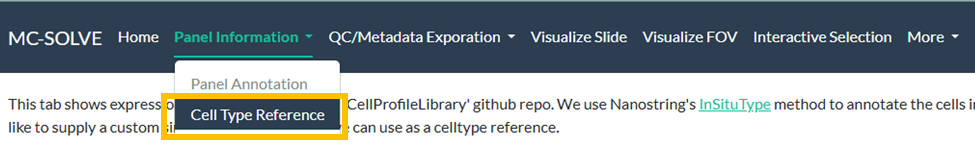 MC-SOLVE Home Panel Information QC/Metadata Exporation Visualize Slide Visualize FOV Interactive Selection More
Panel Annotation
This tab shows CellProfileLibrary' github repo. We use Nanostring's InSituType method to annotate the cells
Cell Type Reference
like to supply a custom can use as a celltype reference.